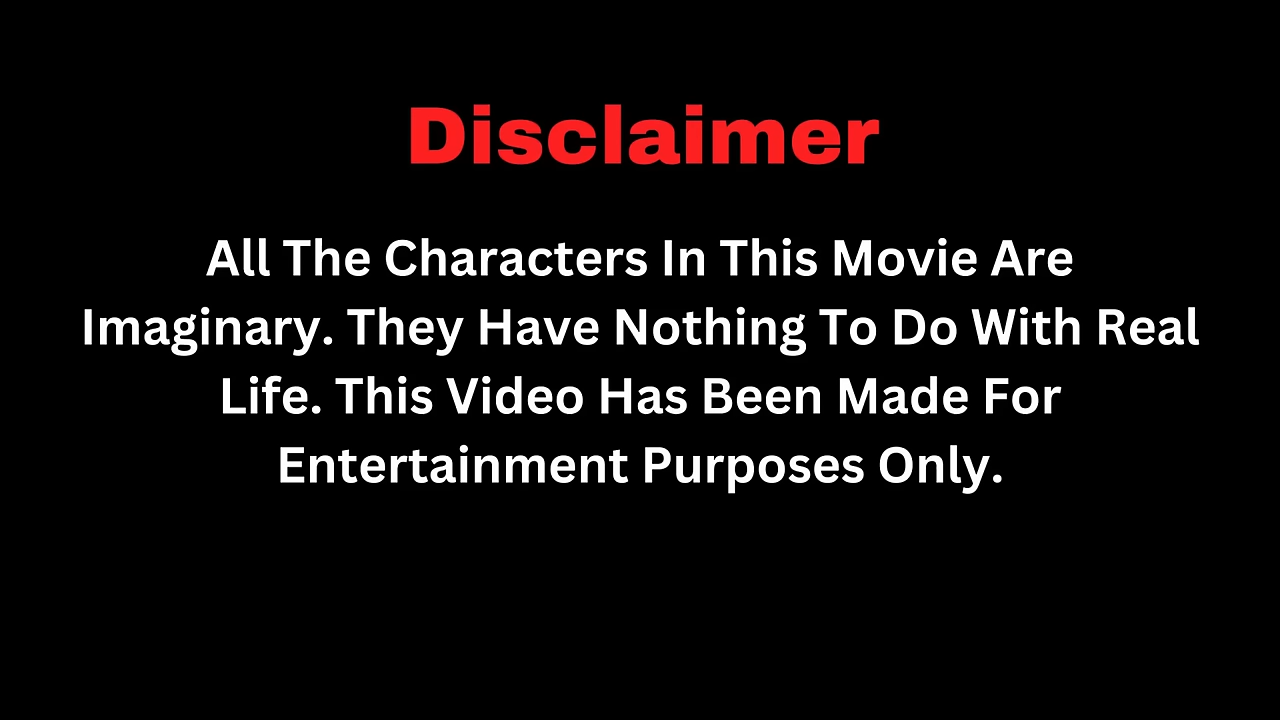 Disclaimer
All The Characters In This Movie Are
Imaginary. They Have Nothing To Do With Real
Life. This Video Has Been Made For
Entertainment Purposes Only.